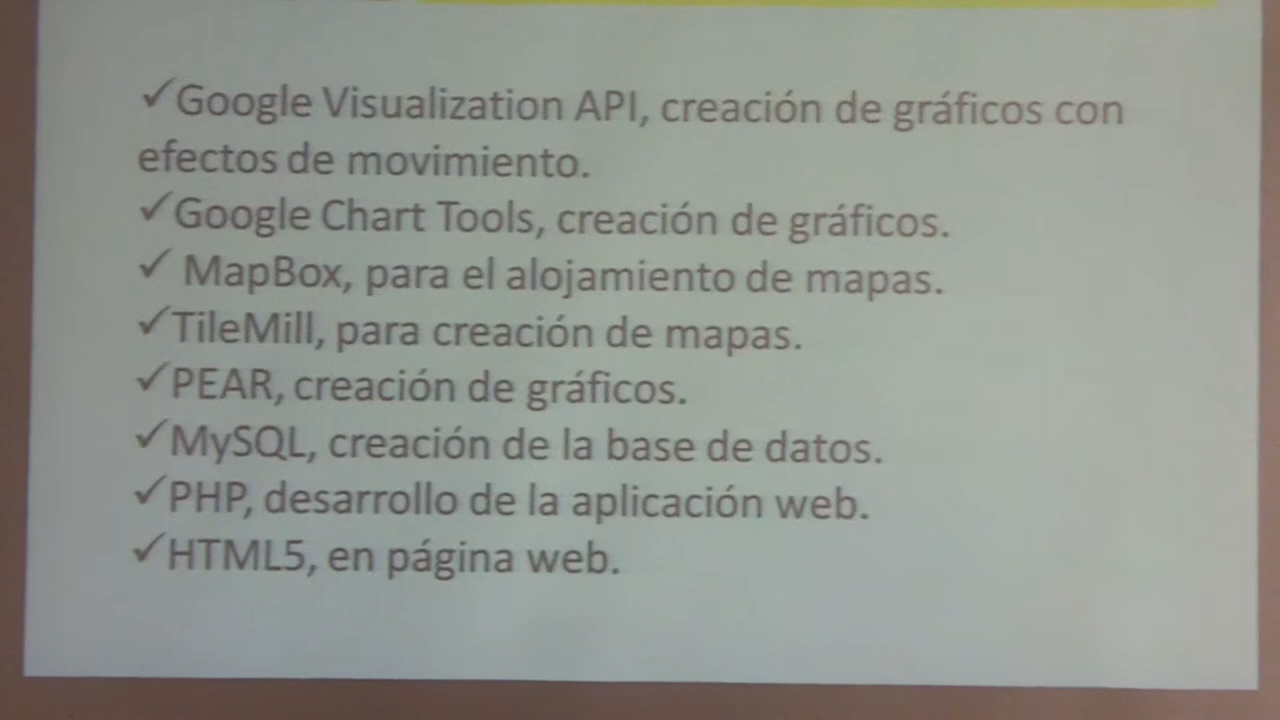 ✓Google Visualization API, creación de gráficos con
efectos de movimiento.
✓Google Chart Tools, creación de gráficos.
✓ MapBox, para el alojamiento de mapas.
✓TileMill, para creación de mapas.
✓PEAR, creación de gráficos.
✓MySQL, creación de la base de datos.
✓PHP, desarrollo de la aplicación web.
✓HTML5, en página web.